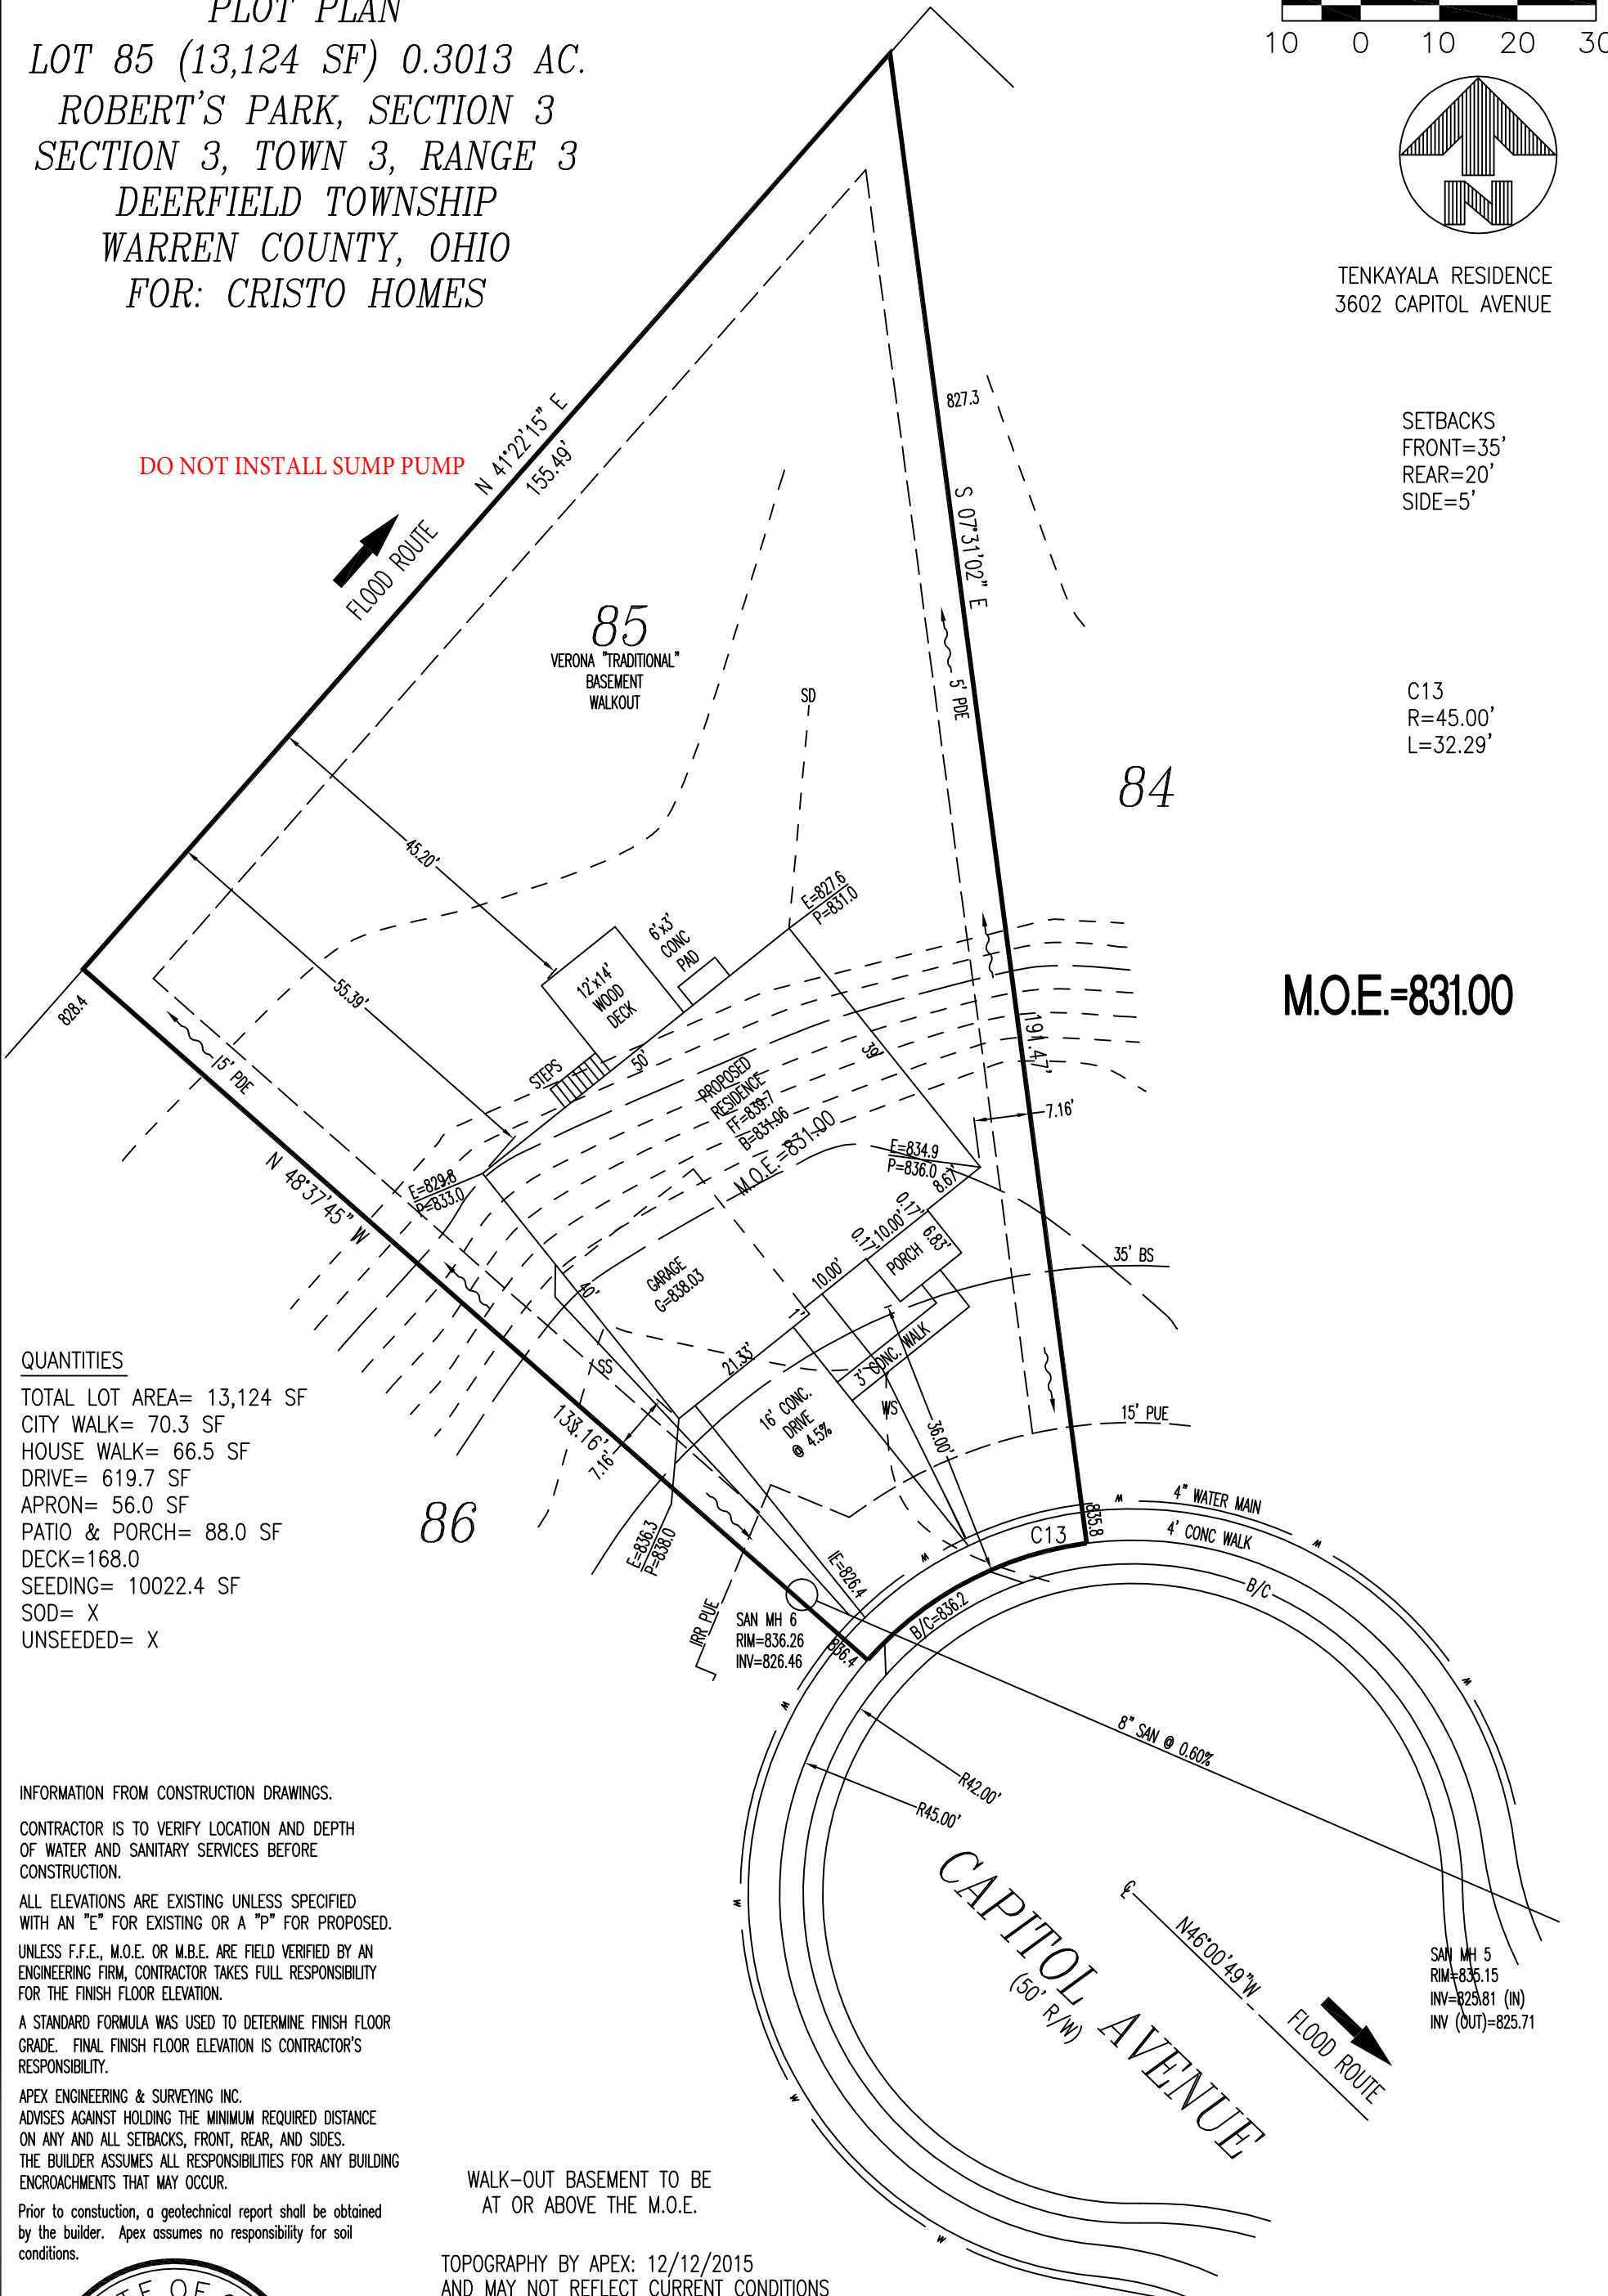 PLOT PLAN
LOT 85 (13,124 SF) 0.3013 AC.
ROBERT'S PARK, SECTION 3
SECTION 3, TOWN 3, RANGE 3
DEERFIELD TOWNSHIP
WARREN COUNTY, OHIO
FOR: CRISTO HOMES
10 0 10 20 30
N
TENKAYALA RESIDENCE
3602 CAPITOL AVENUE
SETBACKS
FRONT=35'
REAR=20'
SIDE=5'
C13
R=45.00'
L=32.29'
M.O.E.=831.00
DO NOT INSTALL SUMP PUMP
N 41°22'15" E
155.49'
FLOOD ROUTE
827.3
S 07°31'02" E
5' PDE
191.47'
85
VERONA "TRADITIONAL"
BASEMENT
WALKOUT
SD
84
45.20'
55.39'
828.4
15' PDE
N 48°37'45" W
133.16'
E=827.6
P=831.0
6'x3'
CONC
PAD
12'x14'
WOOD
DECK
STEPS
50'
39'
PROPOSED
RESIDENCE
FF=839.7
B=831.06
M.O.E.=831.00
7.16'
E=834.9
P=836.0
8.67'
0.17'
10.00'
0.17'
6.83'
PORCH
10.00'
1'
E=829.8
P=833.0
GARAGE
G=838.03
40'
21.33'
35' BS
3' CONC. WALK
16' CONC.
DRIVE
@ 4.5%
WS
36.00'
SS
7.16'
15' PUE
86
E=836.3
P=838.0
IRR PUE
IE=826.4
SAN MH 6
RIM=836.26
INV=826.46
836.4
B/C=836.2
C13
835.8
4" WATER MAIN
4' CONC WALK
B/C
W
W
W
W
W
W
W
W
8" SAN @ 0.60%
R42.00'
R45.00'
CAPITOL AVENUE
(50' R/W)
N46°00'49"W
FLOOD ROUTE
SAN MH 5
RIM=835.15
INV=825.81 (IN)
INV (OUT)=825.71
QUANTITIES
TOTAL LOT AREA= 13,124 SF
CITY WALK= 70.3 SF
HOUSE WALK= 66.5 SF
DRIVE= 619.7 SF
APRON= 56.0 SF
PATIO & PORCH= 88.0 SF
DECK=168.0
SEEDING= 10022.4 SF
SOD= X
UNSEEDED= X
INFORMATION FROM CONSTRUCTION DRAWINGS.
CONTRACTOR IS TO VERIFY LOCATION AND DEPTH
OF WATER AND SANITARY SERVICES BEFORE
CONSTRUCTION.
ALL ELEVATIONS ARE EXISTING UNLESS SPECIFIED
WITH AN "E" FOR EXISTING OR A "P" FOR PROPOSED.
UNLESS F.F.E., M.O.E. OR M.B.E. ARE FIELD VERIFIED BY AN
ENGINEERING FIRM, CONTRACTOR TAKES FULL RESPONSIBILITY
FOR THE FINISH FLOOR ELEVATION.
A STANDARD FORMULA WAS USED TO DETERMINE FINISH FLOOR
GRADE. FINAL FINISH FLOOR ELEVATION IS CONTRACTOR'S
RESPONSIBILITY.
APEX ENGINEERING & SURVEYING INC.
ADVISES AGAINST HOLDING THE MINIMUM REQUIRED DISTANCE
ON ANY AND ALL SETBACKS, FRONT, REAR, AND SIDES.
THE BUILDER ASSUMES ALL RESPONSIBILITIES FOR ANY BUILDING
ENCROACHMENTS THAT MAY OCCUR.
Prior to constuction, a geotechnical report shall be obtained
by the builder. Apex assumes no responsibility for soil
conditions.
WALK-OUT BASEMENT TO BE
AT OR ABOVE THE M.O.E.
TOPOGRAPHY BY APEX: 12/12/2015
AND MAY NOT REFLECT CURRENT CONDITIONS